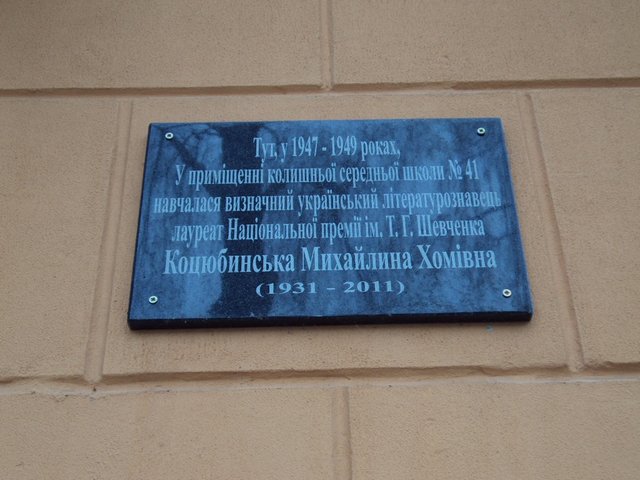 Тут, у 1947 - 1949 роках,
У приміщенні колишньої середньої школи № 41
навчалася визначний український літературознавець
лауреат Національної премії ім. Т. Г. Шевченка
Коцюбинська Михайлина Хомівна
(1931 - 2011)